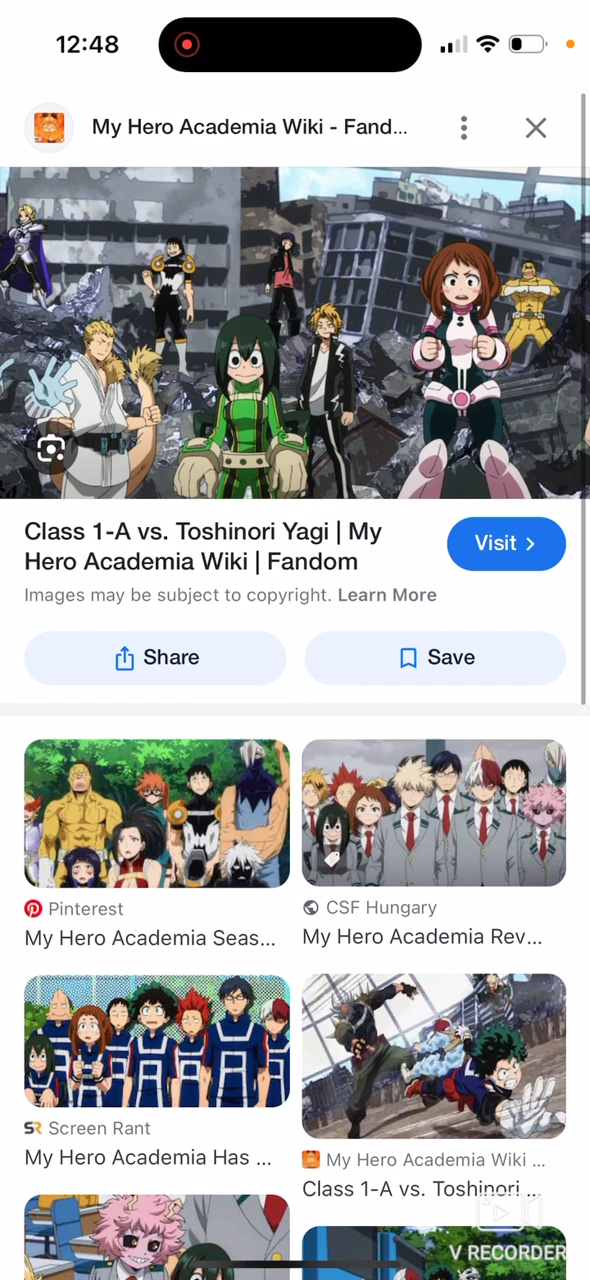 12:48
My Hero Academia Wiki - Fand...
Class 1-A vs. Toshinori Yagi | My
Hero Academia Wiki | Fandom
Visit
Images may be subject to copyright. Learn More
Share
Save
Pinterest
My Hero Academia Seas...
CSF Hungary
My Hero Academia Rev...
SR Screen Rant
My Hero Academia Has ...
My Hero Academia Wiki ...
Class 1-A vs. Toshinori ...
V RECORDER